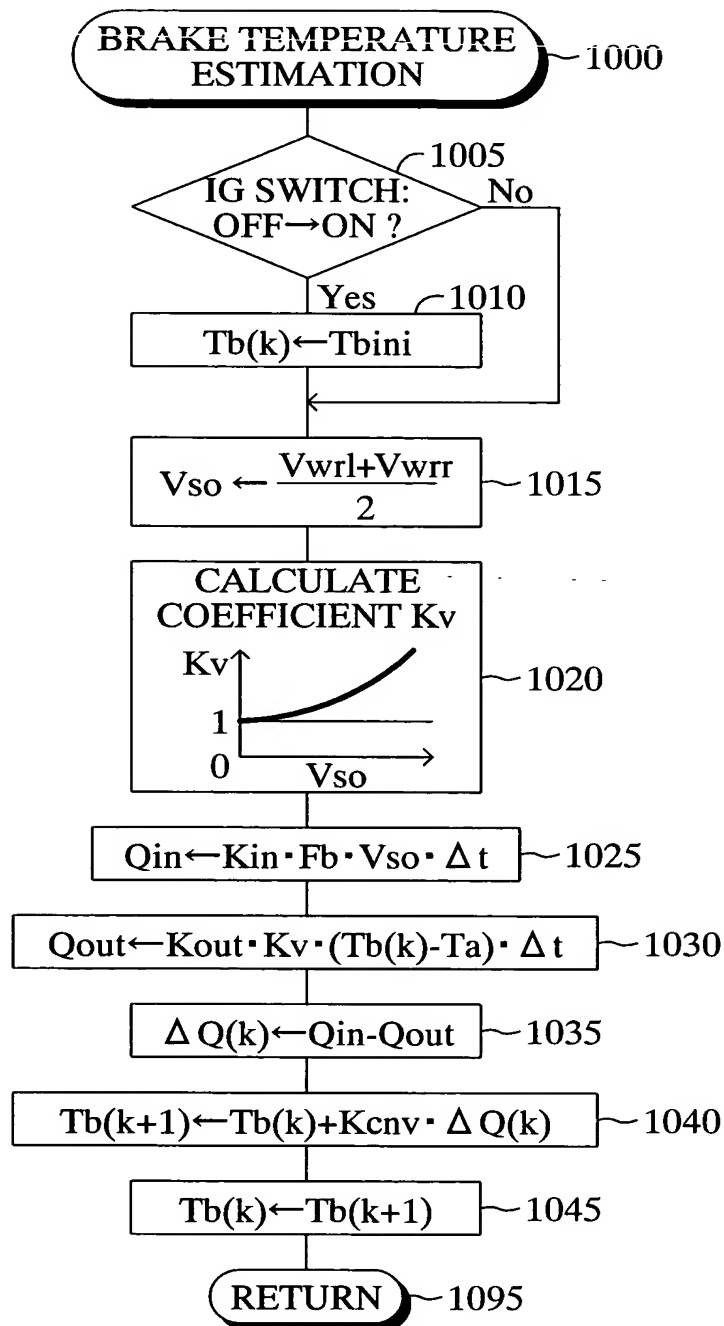 BRAKE TEMPERATURE
ESTIMATION
1000
1005
IG SWITCH:
OFF→ON ?
No
Yes
1010
Tb(k)←Tbini
Vso ← Vwrl+Vwrr
2
1015
CALCULATE
COEFFICIENT Kv
Kv
1
0
Vso
1020
Qin←Kin・Fb・Vso・Δt
1025
Qout←Kout・Kv・(Tb(k)-Ta)・Δt
1030
ΔQ(k)←Qin-Qout
1035
Tb(k+1)←Tb(k)+Kcnv・ΔQ(k)
1040
Tb(k)←Tb(k+1)
1045
RETURN
1095